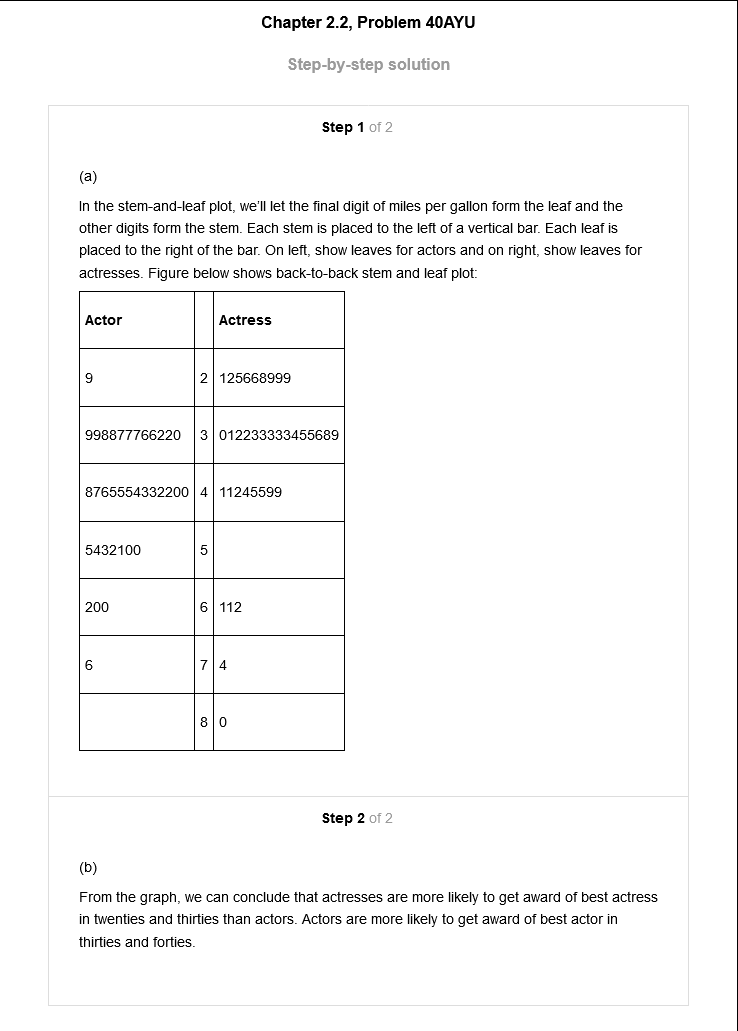 Chapter 2.2, Problem 40AYU
Step-by-step solution
Step 1 of 2
(a)
In the stem-and-leaf plot, we'll let the final digit of miles per gallon form the leaf and the
other digits form the stem. Each stem is placed to the left of a vertical bar. Each leaf is
placed to the right of the bar. On left, show leaves for actors and on right, show leaves for
actresses. Figure below shows back-to-back stem and leaf plot:
Actor Actress
9 2 125668999
998877766220 3 012233333455689
8765554332200 4 11245599
5432100 5
200 6 112
6 7 4
8 0
Step 2 of 2
(b)
From the graph, we can conclude that actresses are more likely to get award of best actress
in twenties and thirties than actors. Actors are more likely to get award of best actor in
thirties and forties.